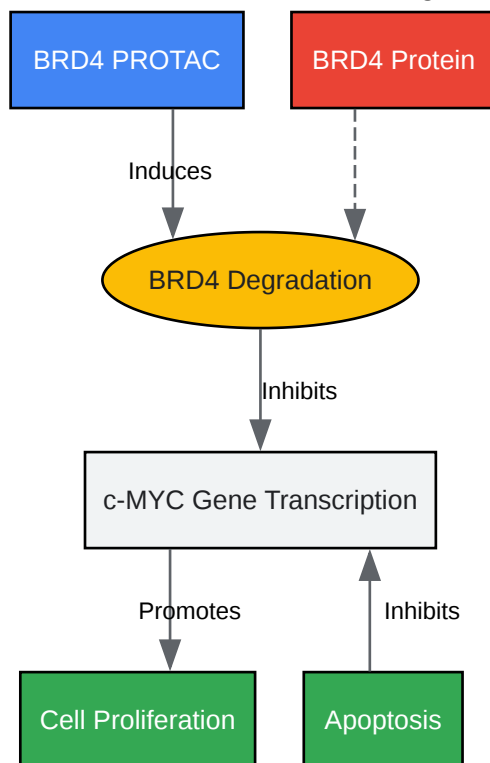 BRD4 PROTAC
BRD4 Protein
Induces
BRD4 Degradation
Inhibits
c-MYC Gene Transcription
Promotes
Inhibits
Cell Proliferation
Apoptosis